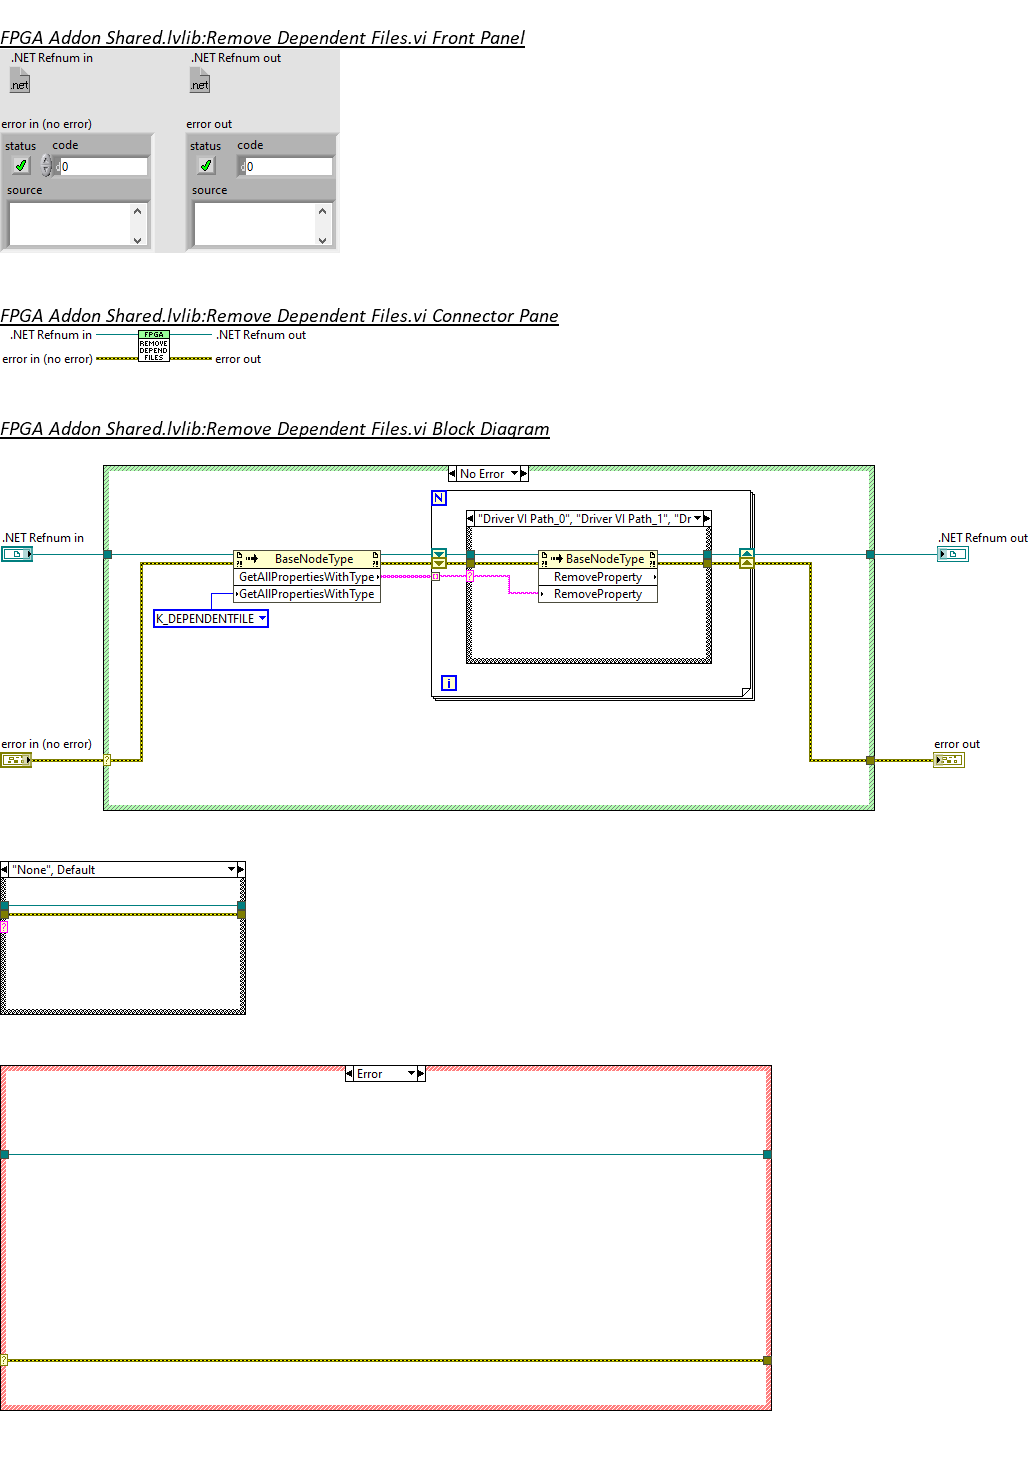 FPGA Addon Shared.lvlib:Remove Dependent Files.vi Front Panel
.NET Refnum in
.NET Refnum out
.net
.net
error in (no error)
error out
status
code
status
code
0
0
source
source
FPGA Addon Shared.lvlib:Remove Dependent Files.vi Connector Pane
.NET Refnum in
.NET Refnum out
FPGA
REMOVE
DEPEND
FILES
error in (no error)
error out
FPGA Addon Shared.lvlib:Remove Dependent Files.vi Block Diagram
No Error
N
"Driver VI Path_0", "Driver VI Path_1", "Dr
.NET Refnum in
.NET Refnum out
BaseNodeType
BaseNodeType
GetAllPropertiesWithType
RemoveProperty
?
GetAllPropertiesWithType
RemoveProperty
K_DEPENDENTFILE
i
error in (no error)
error out
?
"None", Default
?
Error
?